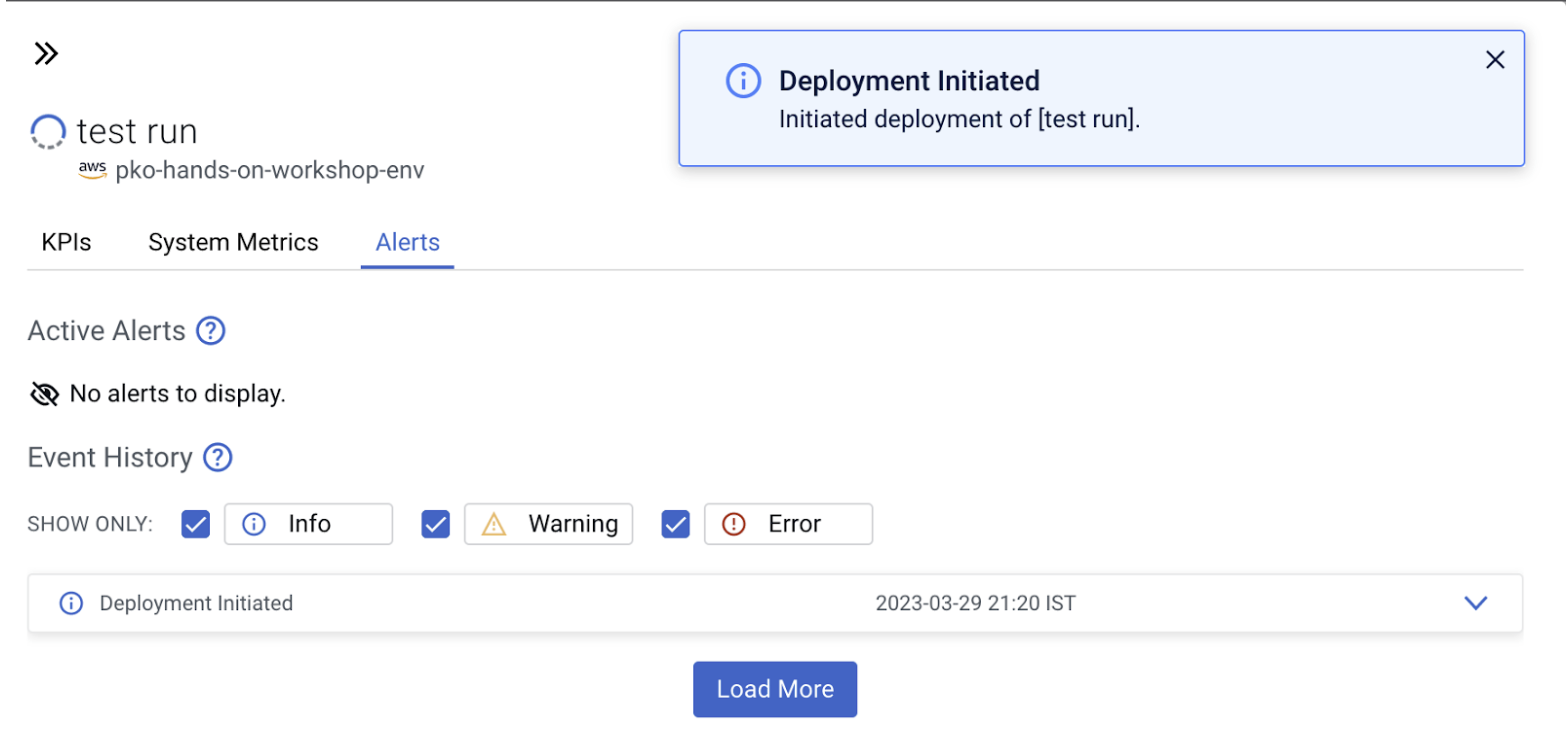 Deployment Initiated
Initiated deployment of [test run].
test run
aws pko-hands-on-workshop-env
KPIs System Metrics Alerts
Active Alerts ?
No alerts to display.
Event History ?
SHOW ONLY: Info Warning Error
Deployment Initiated 2023-03-29 21:20 IST
Load More